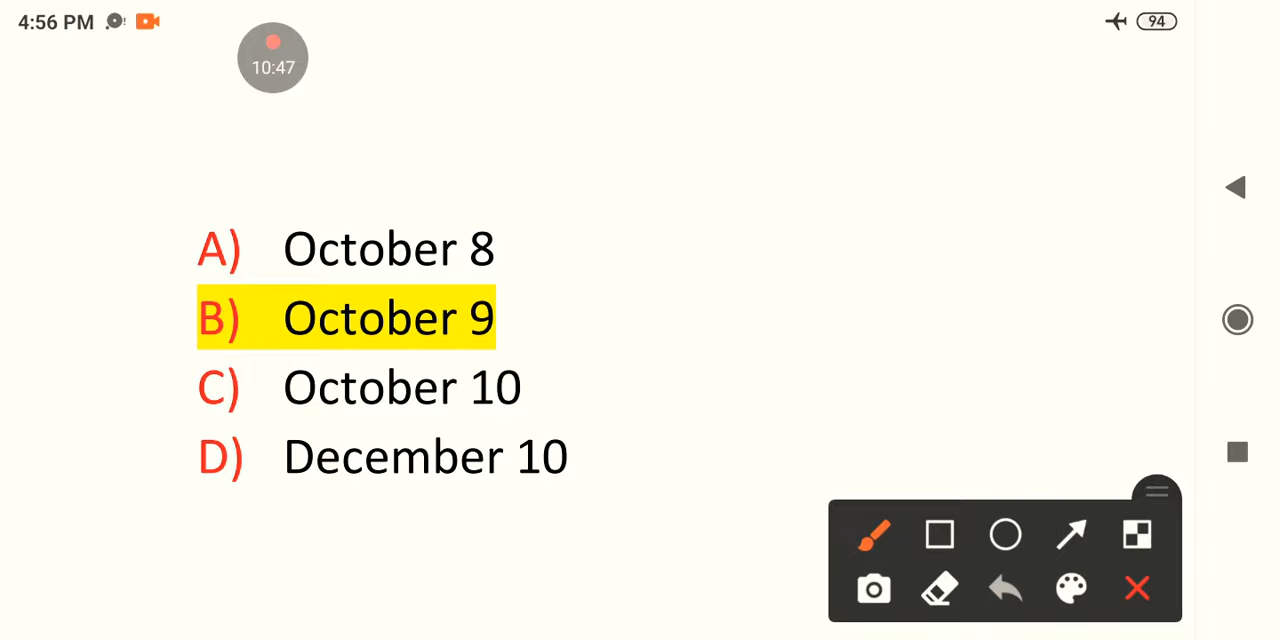 4:56 PM
94
10:47
A) October 8
B) October 9
C) October 10
D) December 10